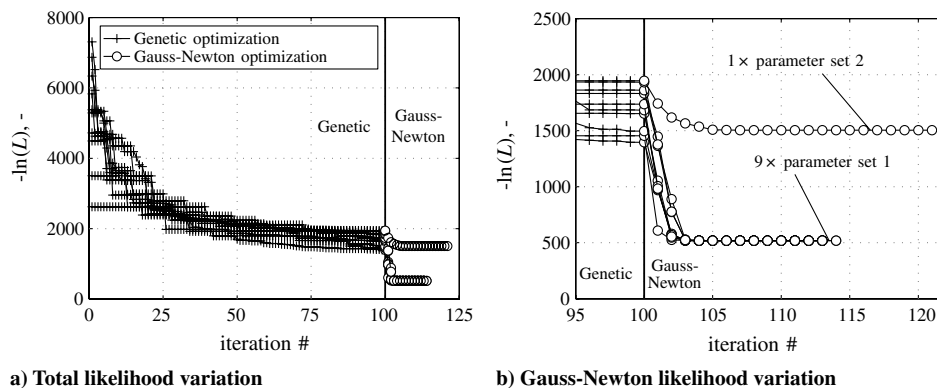 8000
6000
4000
2000
0
-ln(L), -
Genetic optimization
Gauss-Newton optimization
Genetic
Gauss-
Newton
0 25 50 75 100 125
iteration #
a) Total likelihood variation
2500
2000
1500
1000
500
0
-ln(L), -
1× parameter set 2
9× parameter set 1
Genetic
Gauss-
Newton
95 100 105 110 115 120
iteration #
b) Gauss-Newton likelihood variation